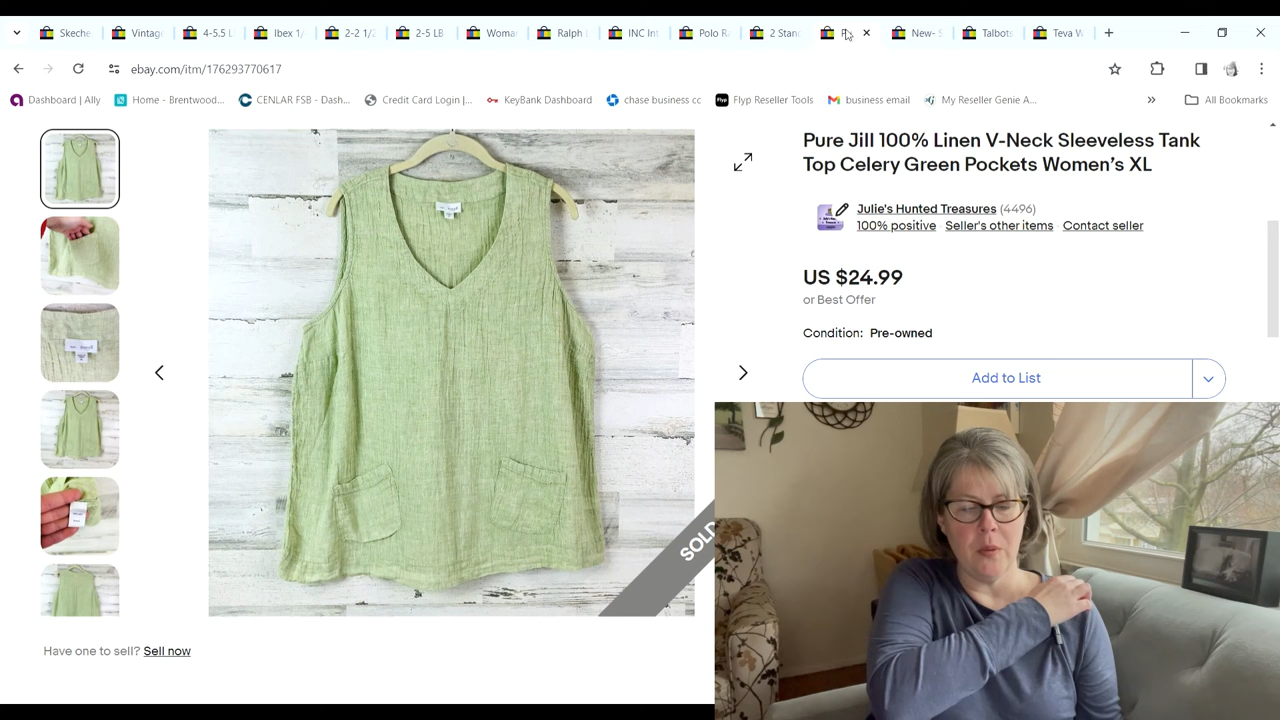 Skeche
Vintag
4-5.5 L
Ibex 1/
2-2 1/
2-5 LB
Woma
Ralph L
INC In
Polo R
2 Stan
New- S
Talbots
Teva W
ebay.com/itm/176293770617
Dashboard | Ally
Home - Brentwood...
CENLAR FSB - Dash...
Credit Card Login |...
KeyBank Dashboard
chase business cc
Flyp Reseller Tools
business email
My Reseller Genie A...
All Bookmarks
Pure Jill 100% Linen V-Neck Sleeveless Tank
Top Celery Green Pockets Women's XL
Julie's Hunted Treasures (4496)
100% positive Seller's other items Contact seller
US $24.99
or Best Offer
Condition: Pre-owned
Add to List
SOLD
Have one to sell? Sell now